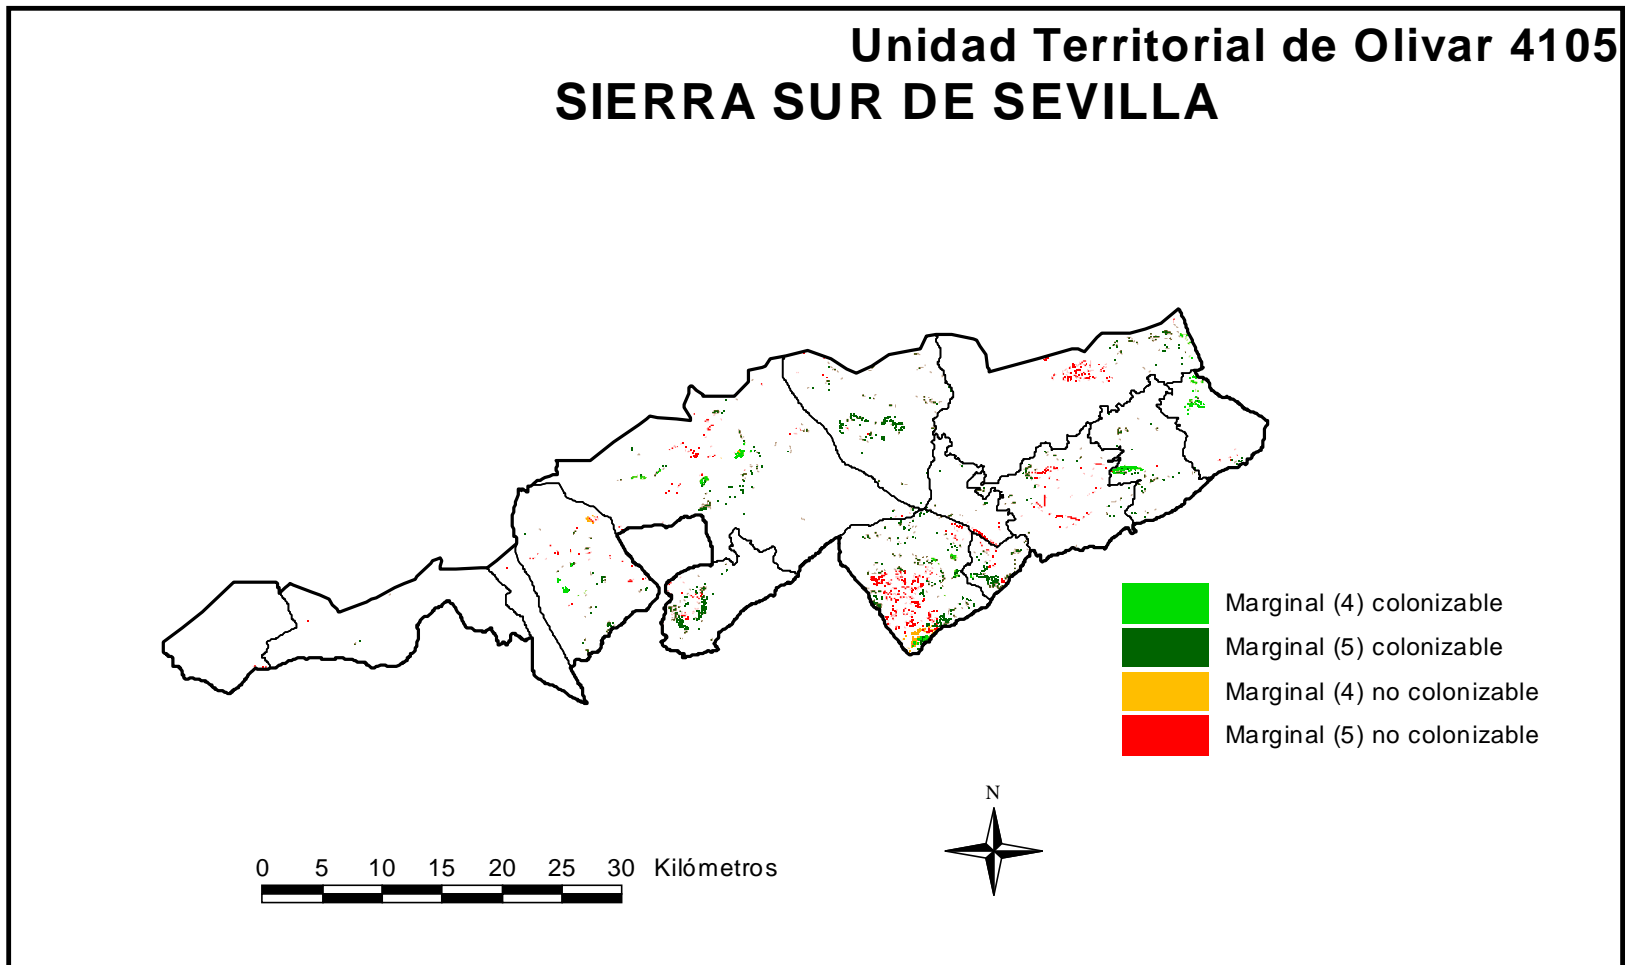 Unidad Territorial de Olivar 4105
SIERRA SUR DE SEVILLA
Marginal (4) colonizable
Marginal (5) colonizable
Marginal (4) no colonizable
Marginal (5) no colonizable
N
0 5 10 15 20 25 30 Kilómetros